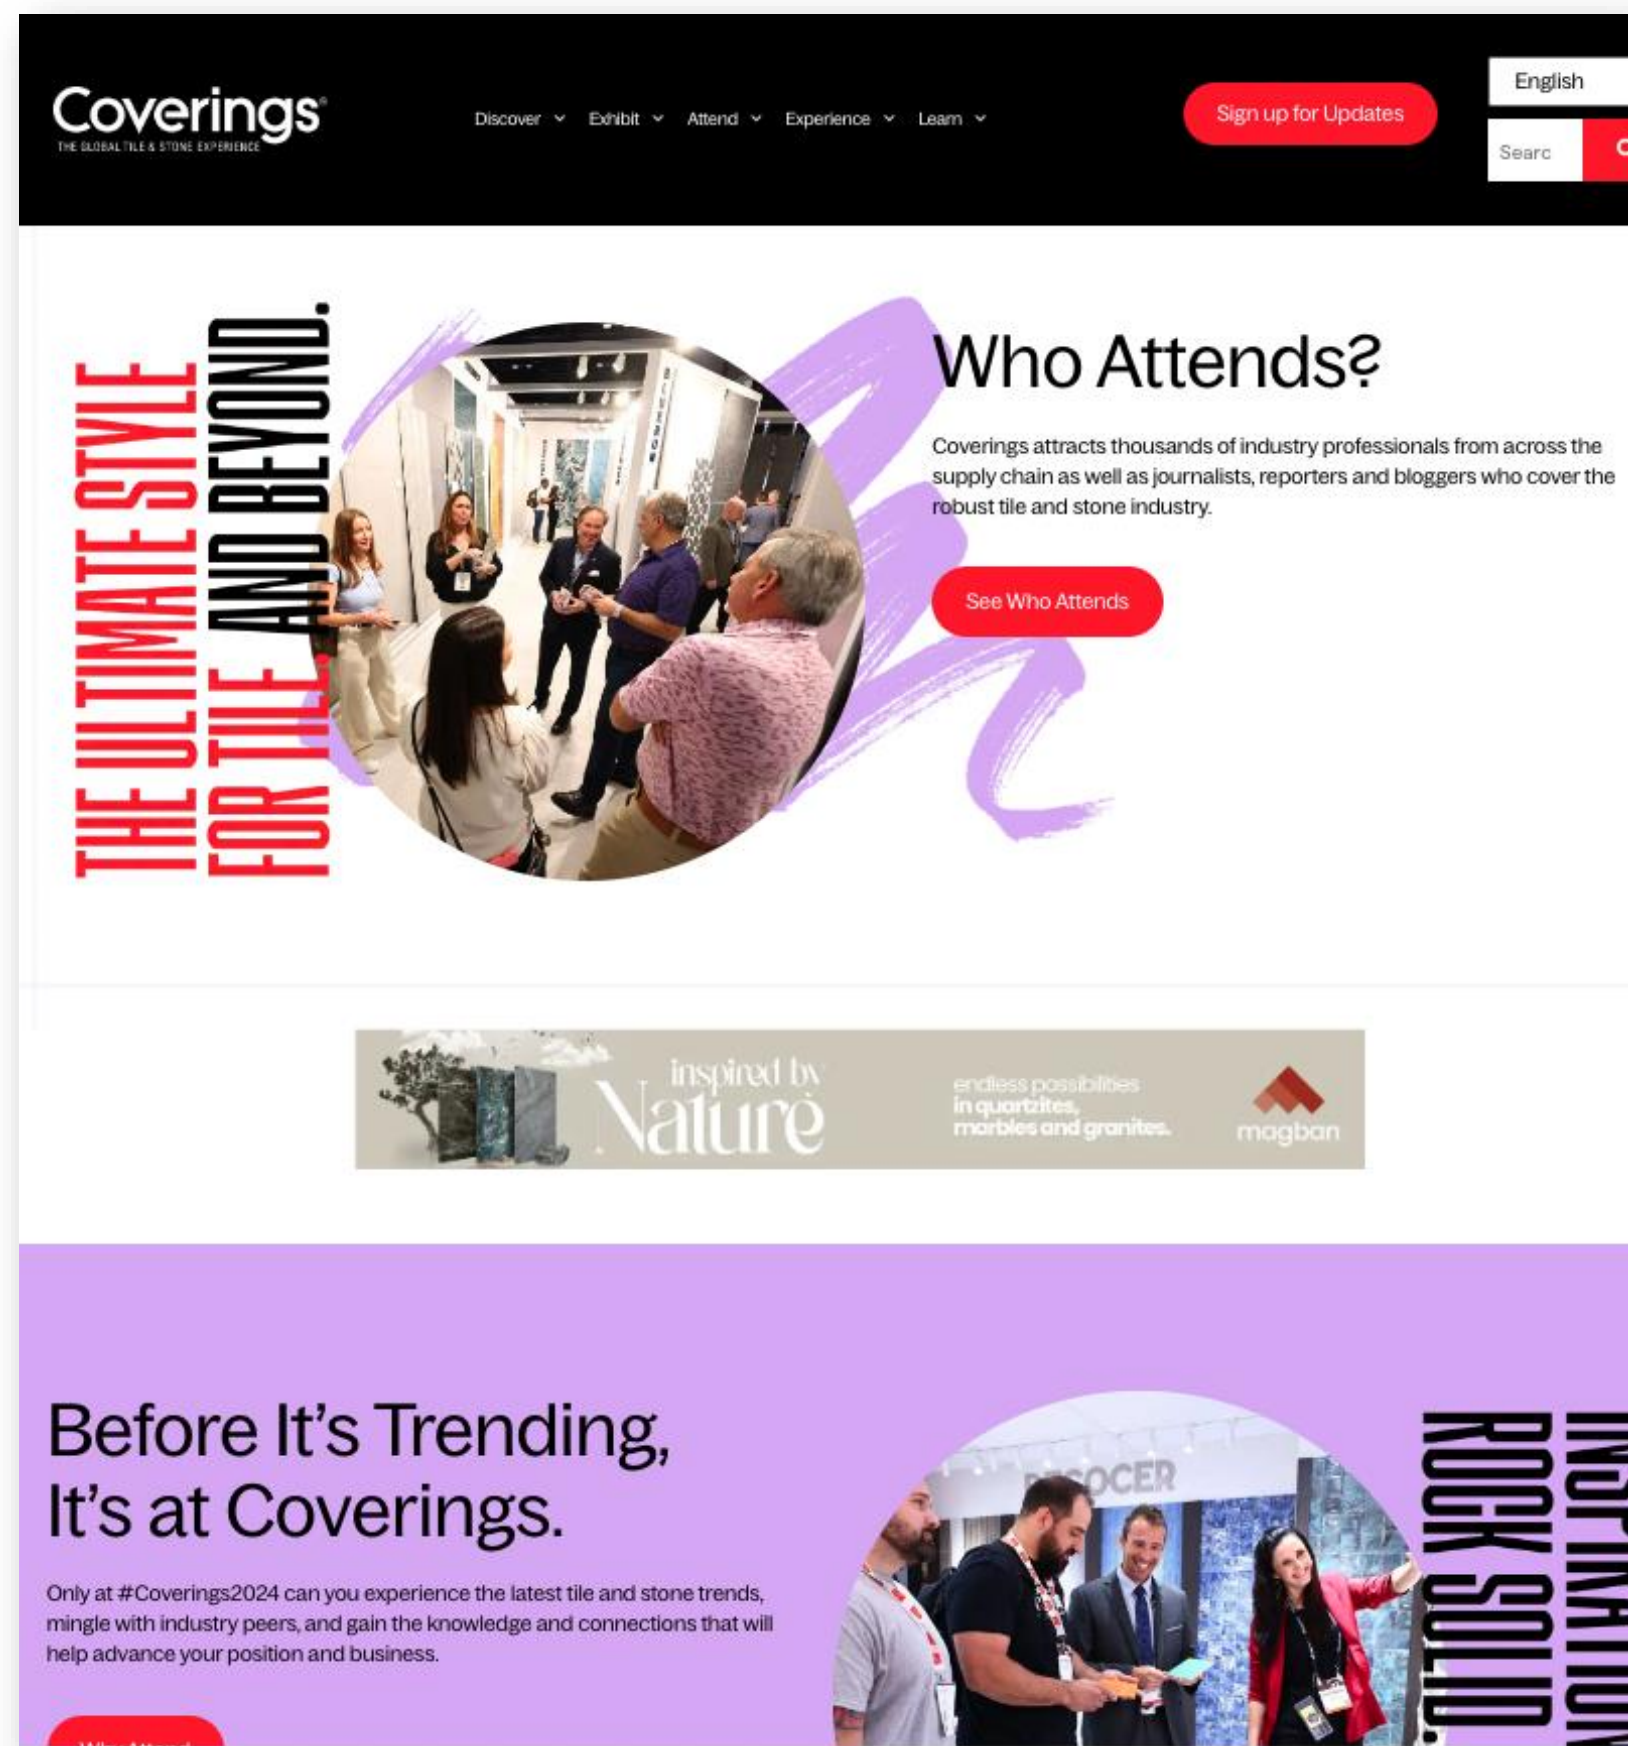 Coverings
THE GLOBAL TILE & STONE EXPERIENCE
Discover
Exhibit
Attend
Experience
Learn
Sign up for Updates
English
Searc
THE ULTIMATE STYLE
FOR TILE. AND BEYOND.
Who Attends?
Coverings attracts thousands of industry professionals from across the
supply chain as well as journalists, reporters and bloggers who cover the
robust tile and stone industry.
See Who Attends
inspired by
Nature
endless possibilities
in quartzites,
marbles and granites.
magban
Before It's Trending,
It's at Coverings.
Only at #Coverings2024 can you experience the latest tile and stone trends,
mingle with industry peers, and gain the knowledge and connections that will
help advance your position and business.
INSPIRATION
ROCK SOLID.